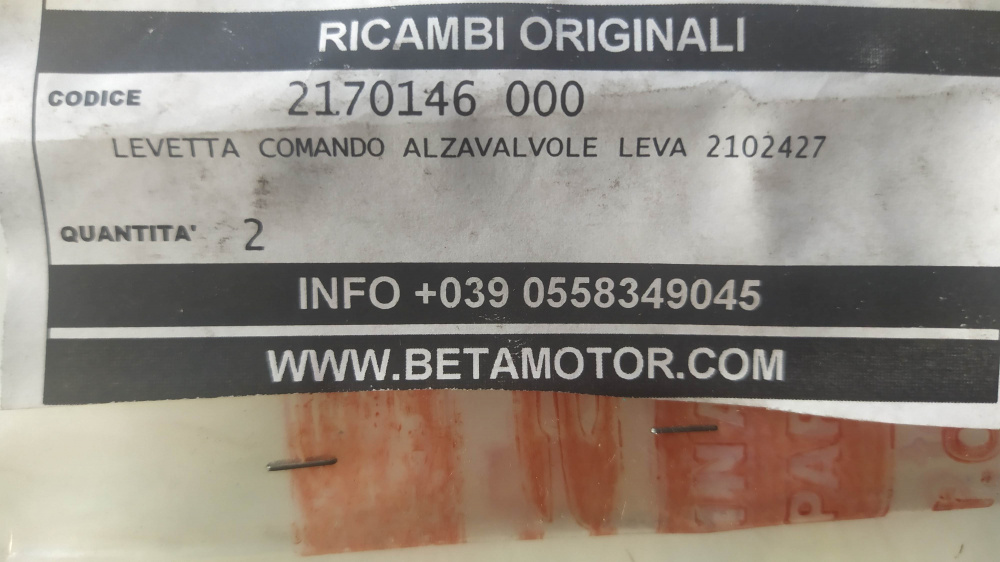 RICAMBI ORIGINALI
CODICE 2170146 000
LEVETTA COMANDO ALZAVALVOLE LEVA 2102427
QUANTITA' 2
INFO +039 0558349045
WWW.BETAMOTOR.COM